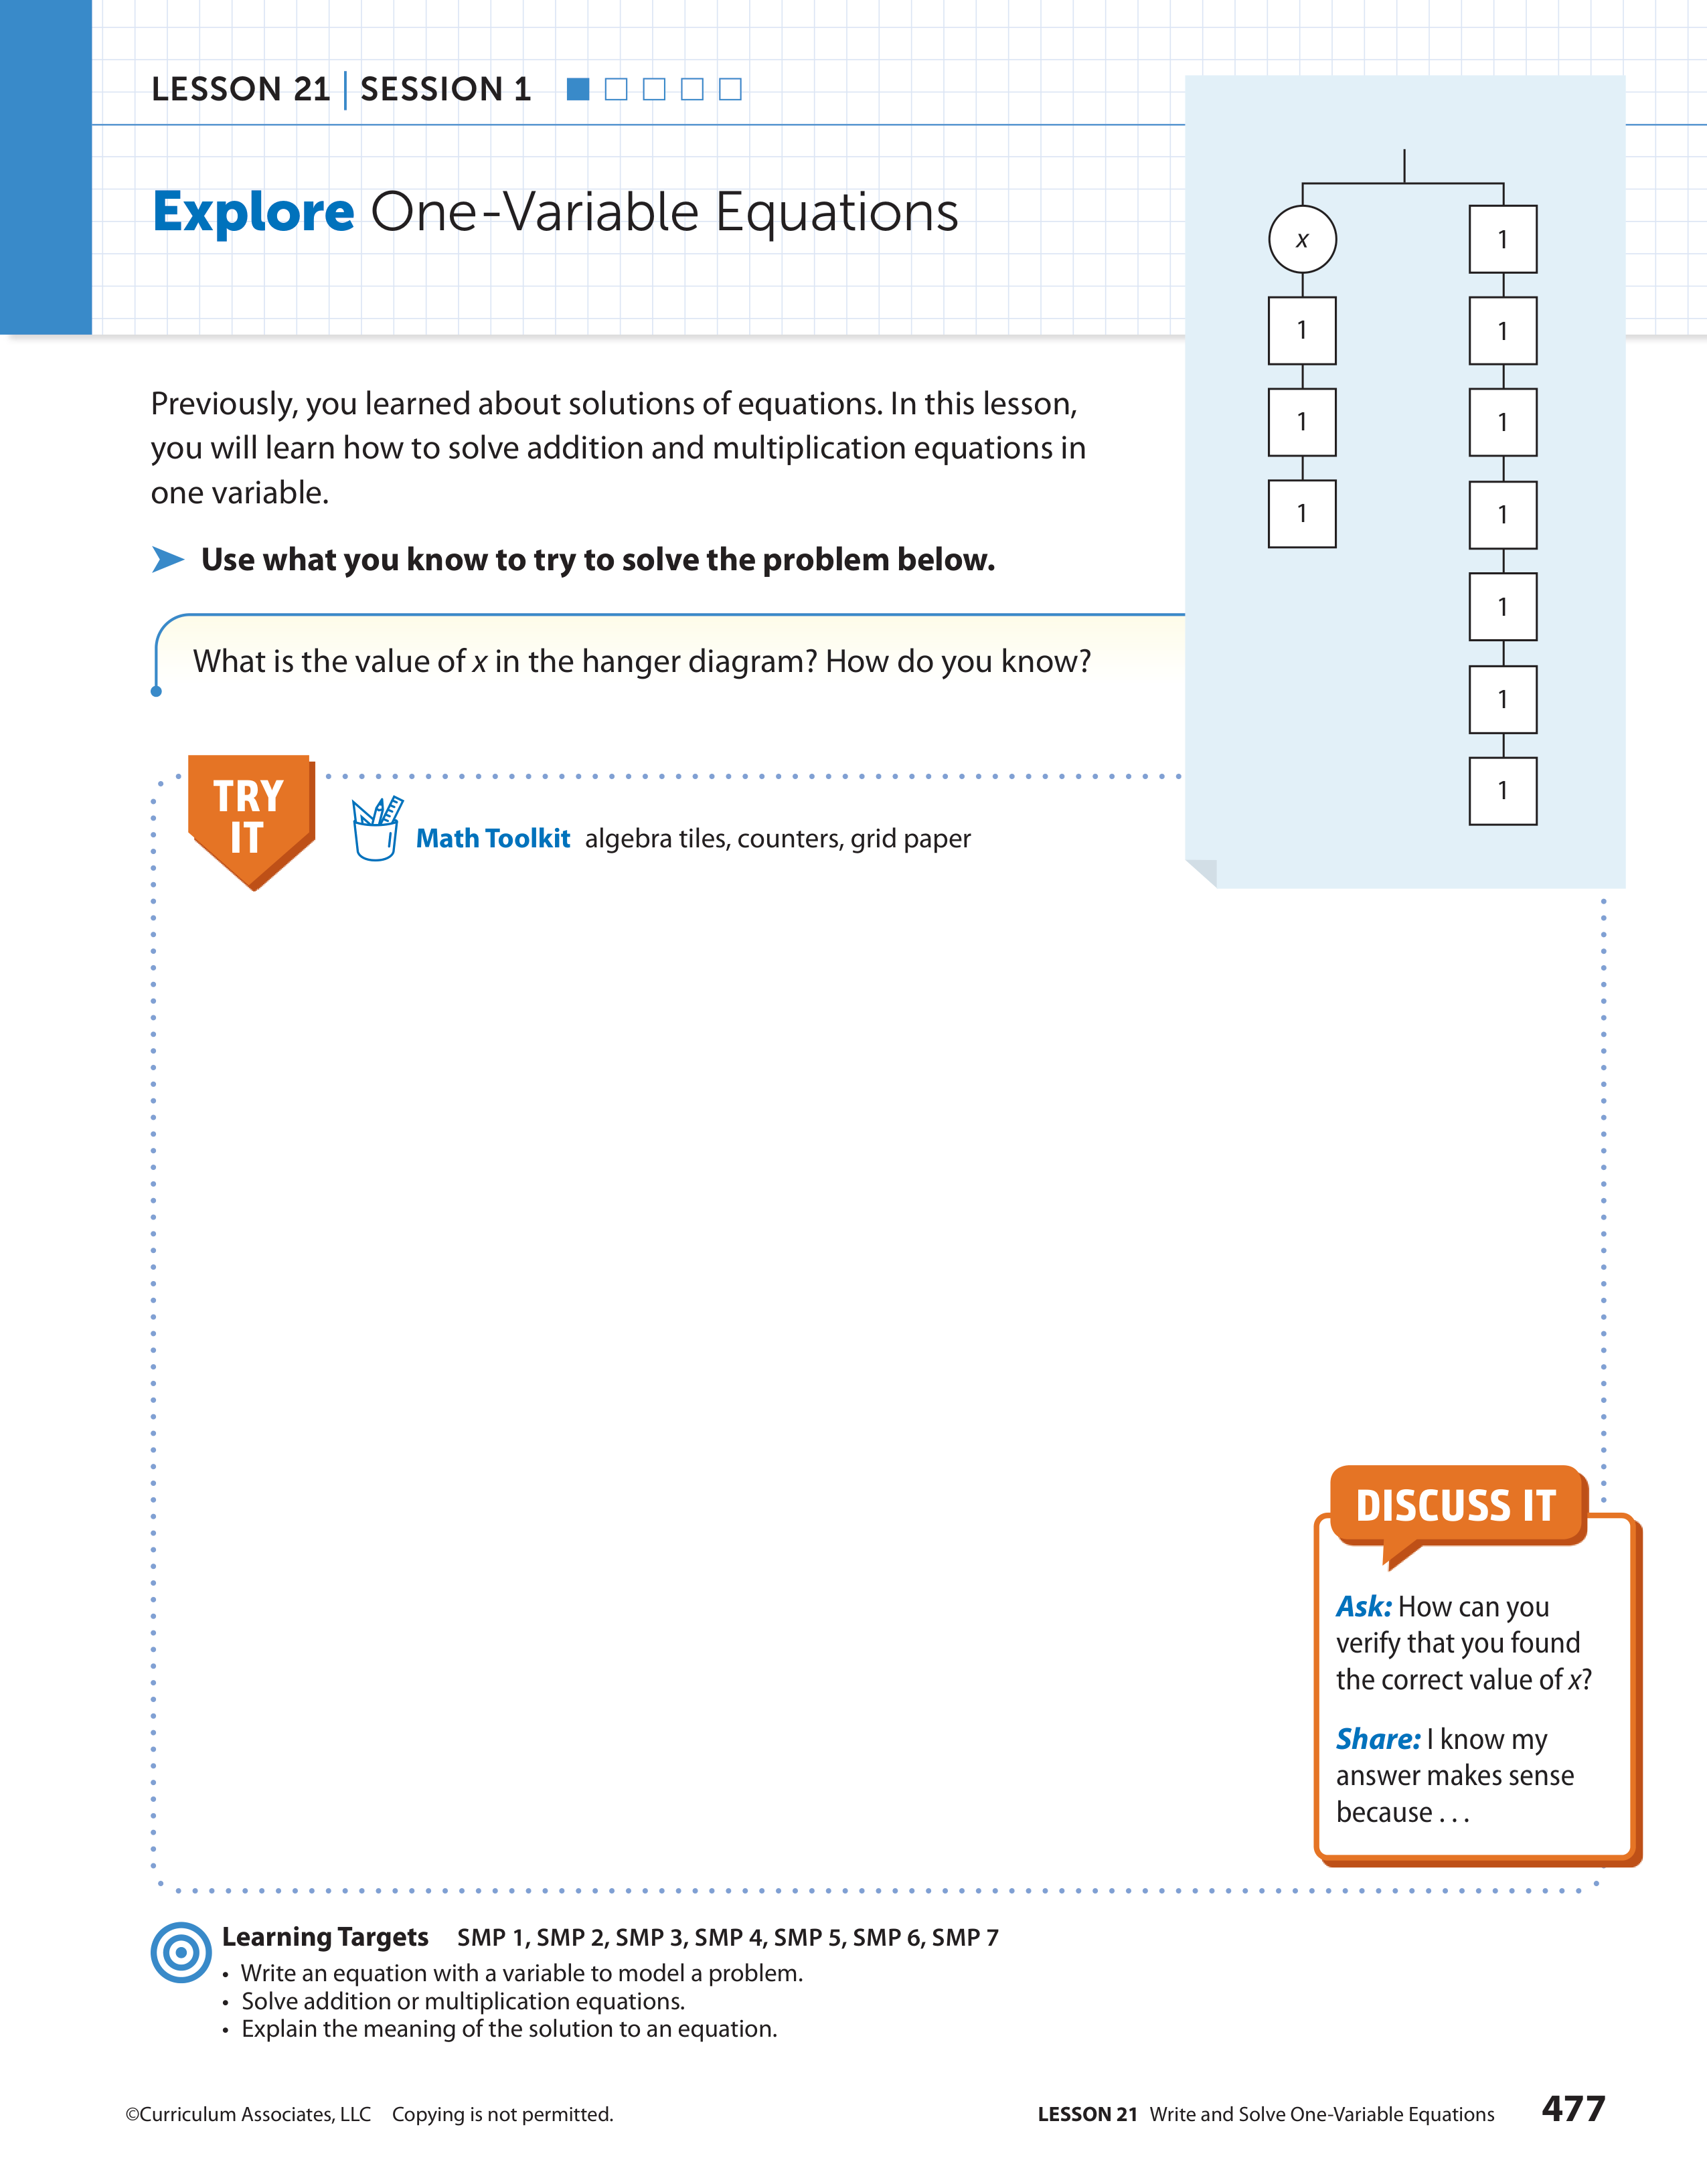 LESSON 21 | SESSION 1
Explore One-Variable Equations
Previously, you learned about solutions of equations. In this lesson,
you will learn how to solve addition and multiplication equations in
one variable.
Use what you know to try to solve the problem below.
What is the value of x in the hanger diagram? How do you know?
x
1
1
1
1
1
1
1
1
1
1
TRY
IT
Math Toolkit algebra tiles, counters, grid paper
DISCUSS IT
Ask: How can you
verify that you found
the correct value of x?
Share: I know my
answer makes sense
because . . .
Learning Targets SMP 1, SMP 2, SMP 3, SMP 4, SMP 5, SMP 6, SMP 7
• Write an equation with a variable to model a problem.
• Solve addition or multiplication equations.
• Explain the meaning of the solution to an equation.
©Curriculum Associates, LLC Copying is not permitted.
LESSON 21 Write and Solve One-Variable Equations 477